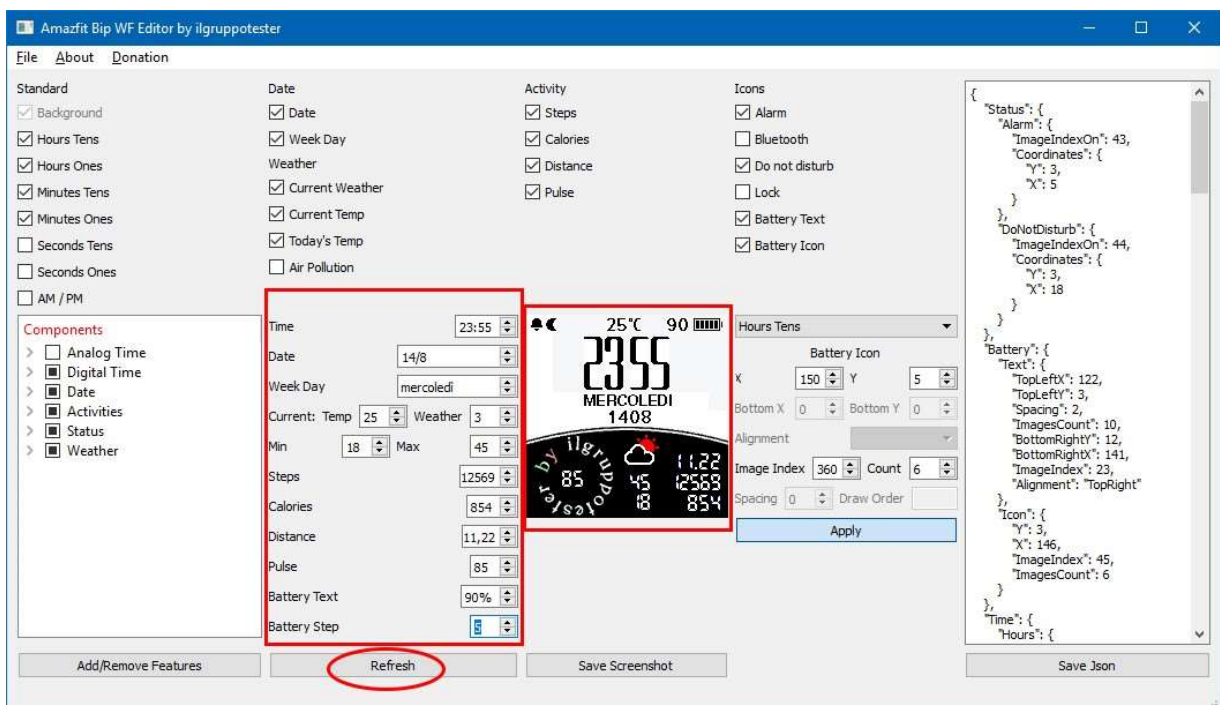 Amazfit Bip WF Editor by ilgruppotester
File About Donation
Standard
Background
Hours Tens
Hours Ones
Minutes Tens
Minutes Ones
Seconds Tens
Seconds Ones
AM / PM
Date
Date
Week Day
Weather
Current Weather
Current Temp
Today's Temp
Air Pollution
Activity
Steps
Calories
Distance
Pulse
Icons
Alarm
Bluetooth
Do not disturb
Lock
Battery Text
Battery Icon
Components
Analog Time
Digital Time
Date
Activities
Status
Weather
Time 23:55
Date 14/8
Week Day mercoledì
Current: Temp 25 Weather 3
Min 18 Max 45
Steps 12569
Calories 854
Distance 11,22
Pulse 85
Battery Text 90%
Battery Step 5
25°C 90
2355
MERCOLEDI
1408
by ilgruppotester
85
45
18
11.22
12569
854
Hours Tens
Battery Icon
X 150 Y 5
Bottom X 0 Bottom Y 0
Alignment
Image Index 360 Count 6
Spacing 0 Draw Order
Apply
{
"Status": {
"Alarm": {
"ImageIndexOn": 43,
"Coordinates": {
"Y": 3,
"X": 5
}
},
"DoNotDisturb": {
"ImageIndexOn": 44,
"Coordinates": {
"Y": 3,
"X": 18
}
}
},
"Battery": {
"Text": {
"TopLeftX": 122,
"TopLeftY": 3,
"Spacing": 2,
"ImagesCount": 10,
"BottomRightY": 12,
"BottomRightX": 141,
"ImageIndex": 23,
"Alignment": "TopRight"
},
"Icon": {
"Y": 3,
"X": 146,
"ImageIndex": 45,
"ImagesCount": 6
}
},
"Time": {
"Hours": {
Add/Remove Features
Refresh
Save Screenshot
Save Json